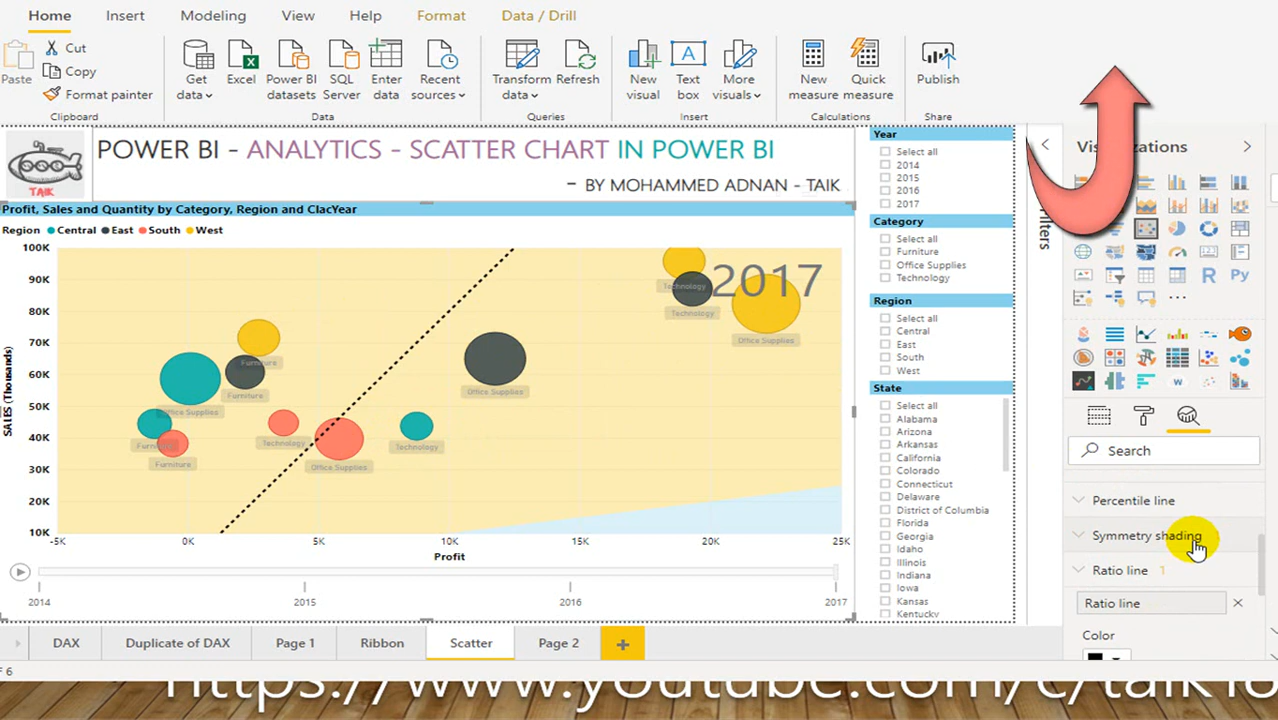 Home Insert Modeling View Help Format Data / Drill
Paste
Cut
Copy
Format painter
Clipboard
Get data
Excel
Power BI datasets
SQL Server
Enter data
Recent sources
Data
Transform data
Refresh
Queries
New visual
A
Text box
More visuals
Insert
New measure
Quick measure
Calculations
Publish
Share
TAIK
POWER BI - ANALYTICS - SCATTER CHART IN POWER BI
- BY MOHAMMED ADNAN - TAIK
Profit, Sales and Quantity by Category, Region and ClacYear
Region Central East South West
SALES (Thousands)
100K
90K
80K
70K
60K
50K
40K
30K
20K
10K
2017
Technology
Technology
Office Supplies
Furniture
Furniture
Office Supplies
Office Supplies
Furniture
Furniture
Technology
Office Supplies
Technology
-5K 0K 5K 10K 15K 20K 25K
Profit
2014 2015 2016 2017
Year
Select all
2014
2015
2016
2017
Category
Select all
Furniture
Office Supplies
Technology
Region
Select all
Central
East
South
West
State
Select all
Alabama
Arizona
Arkansas
California
Colorado
Connecticut
Delaware
District of Columbia
Florida
Georgia
Idaho
Illinois
Indiana
Iowa
Kansas
Kentucky
Filters
Visualizations
R Py
W
Search
Percentile line
Symmetry shading
Ratio line 1
Ratio line
Color
DAX Duplicate of DAX Page 1 Ribbon Scatter Page 2 +
F 6
https://www.youtube.com/c/taik18